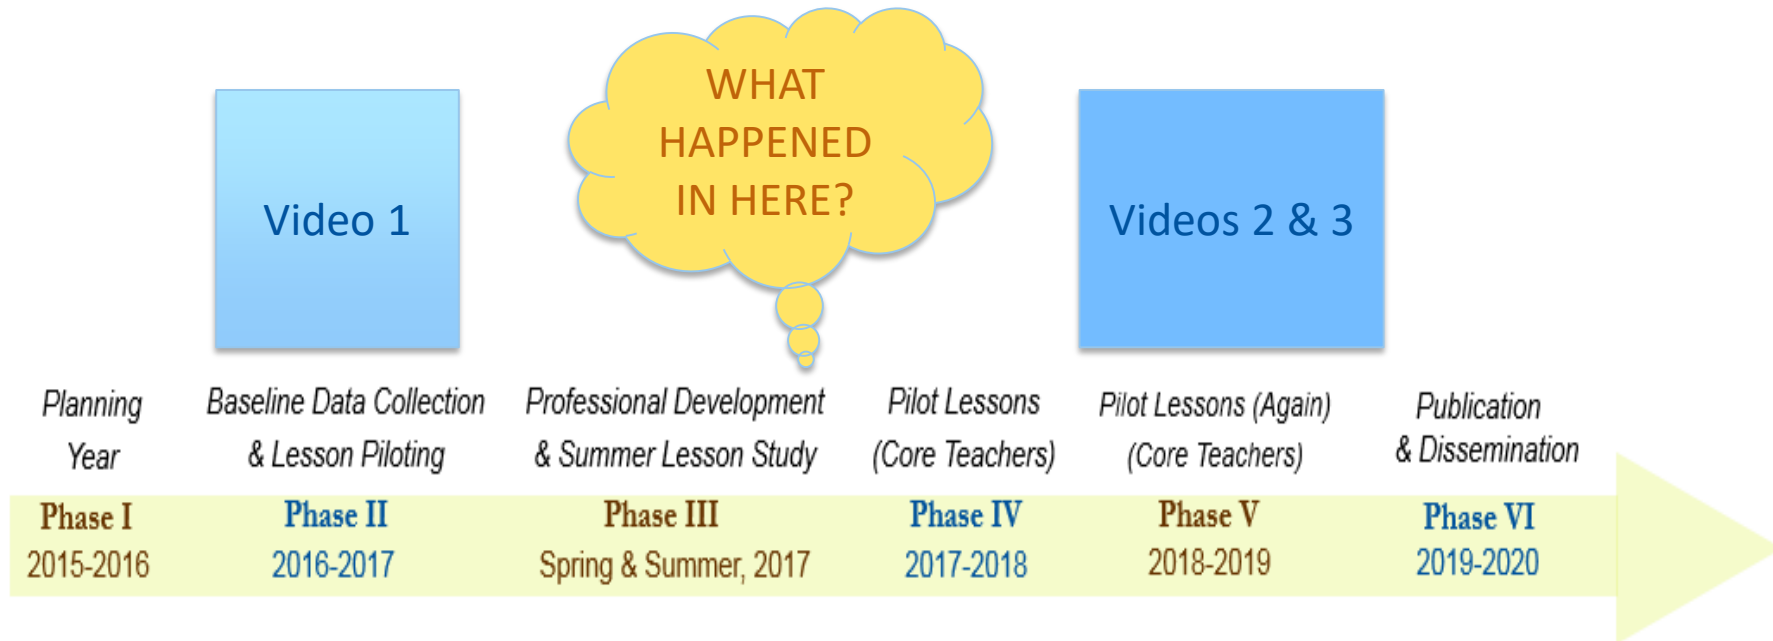 WHAT
HAPPENED
IN HERE?
Video 1
Videos 2 & 3
Planning
Year
Baseline Data Collection
& Lesson Piloting
Professional Development
& Summer Lesson Study
Pilot Lessons
(Core Teachers)
Pilot Lessons (Again)
(Core Teachers)
Publication
& Dissemination
Phase I
2015-2016
Phase II
2016-2017
Phase III
Spring & Summer, 2017
Phase IV
2017-2018
Phase V
2018-2019
Phase VI
2019-2020